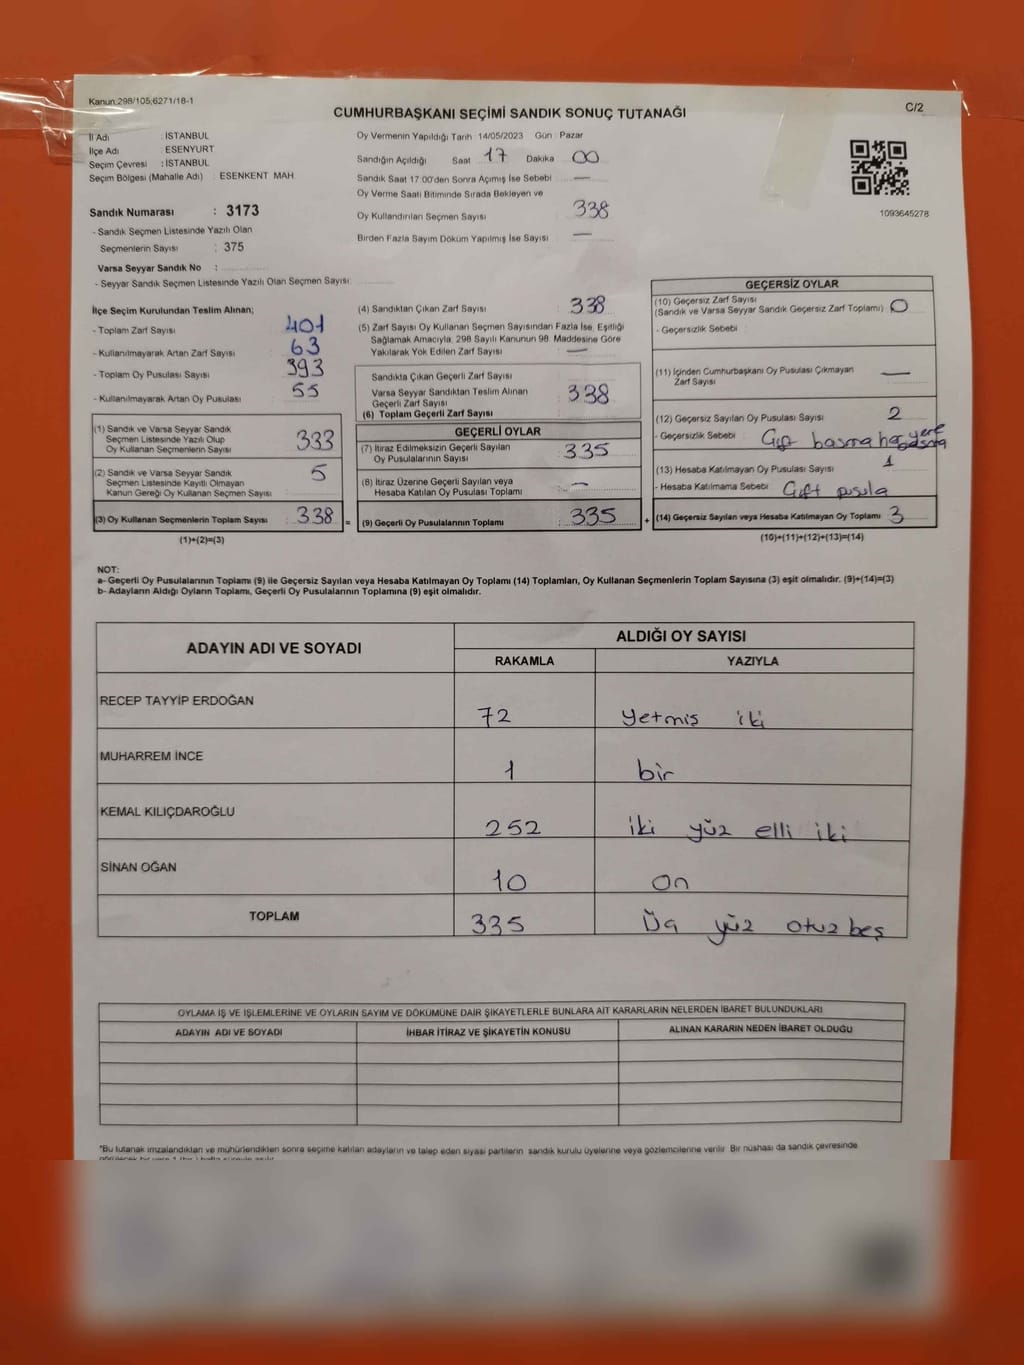 Kanun:298/105,6271/18-1
C/2
CUMHURBAŞKANI SEÇİMİ SANDIK SONUÇ TUTANAĞI
İl Adı : İSTANBUL
İlçe Adı : ESENYURT
Seçim Çevresi : İSTANBUL
Seçim Bölgesi (Mahalle Adı) : ESENKENT MAH
Sandık Numarası : 3173
- Sandık Seçmen Listesinde Yazılı Olan
Seçmenlerin Sayısı : 375
Varsa Seyyar Sandık No :
- Seyyar Sandık Seçmen Listesinde Yazılı Olan Seçmen Sayısı
Oy Vermenin Yapıldığı Tarih 14/05/2023 Gün : Pazar
Sandığın Açıldığı Saat 17 Dakika 00
Sandık Saat 17.00'den Sonra Açımış İse Sebebi : —
Oy Verme Saati Bitiminde Sırada Bekleyen ve
Oy Kullandırılan Seçmen Sayısı 338
Birden Fazla Sayım Döküm Yapılmış İse Sayısı —
1093645278
İlçe Seçim Kurulundan Teslim Alınan;
- Toplam Zarf Sayısı 401
- Kullanılmayarak Artan Zarf Sayısı 63
- Toplam Oy Pusulası Sayısı 393
- Kullanılmayarak Artan Oy Pusulası 55
(1) Sandık ve Varsa Seyyar Sandık
Seçmen Listesinde Yazılı Olup
Oy Kullanan Seçmenlerin Sayısı 333
(2) Sandık ve Varsa Seyyar Sandık
Seçmen Listesinde Kayıtlı Olmayan
Kanun Gereği Oy Kullanan Seçmen Sayısı 5
(3) Oy Kullanan Seçmenlerin Toplam Sayısı 338 =
(1)+(2)=(3)
(4) Sandıktan Çıkan Zarf Sayısı 338
(5) Zarf Sayısı Oy Kullanan Seçmen Sayısından Fazla İse, Eşitliği
Sağlamak Amacıyla, 298 Sayılı Kanunun 98. Maddesine Göre
Yakılarak Yok Edilen Zarf Sayısı —
Sandıkta Çıkan Geçerli Zarf Sayısı
Varsa Seyyar Sandıktan Teslim Alınan
Geçerli Zarf Sayısı 338
(6) Toplam Geçerli Zarf Sayısı
GEÇERLİ OYLAR
(7) İtiraz Edilmeksizin Geçerli Sayılan
Oy Pusulalarının Sayısı 335
(8) İtiraz Üzerine Geçerli Sayılan veya
Hesaba Katılan Oy Pusulası Toplamı —
(9) Geçerli Oy Pusulalarının Toplamı 335 +
GEÇERSİZ OYLAR
(10) Geçersiz Zarf Sayısı
(Sandık ve Varsa Seyyar Sandık Geçersiz Zarf Toplamı) 0
- Geçersizlik Sebebi :
(11) İçinden Cumhurbaşkanı Oy Pusulası Çıkmayan
Zarf Sayısı —
(12) Geçersiz Sayılan Oy Pusulası Sayısı 2
- Geçersizlik Sebebi : Çift basma her yere basma
(13) Hesaba Katılmayan Oy Pusulası Sayısı 1
- Hesaba Katılmama Sebebi Çift pusula
(14) Geçersiz Sayılan veya Hesaba Katılmayan Oy Toplamı 3
(10)+(11)+(12)+(13)=(14)
NOT:
a- Geçerli Oy Pusulalarının Toplamı (9) ile Geçersiz Sayılan veya Hesaba Katılmayan Oy Toplamı (14) Toplamları, Oy Kullanan Seçmenlerin Toplam Sayısına (3) eşit olmalıdır. (9)+(14)=(3)
b- Adayların Aldığı Oyların Toplamı, Geçerli Oy Pusulalarının Toplamına (9) eşit olmalıdır.
ADAYIN ADI VE SOYADI
ALDIĞI OY SAYISI
RAKAMLA YAZIYLA
RECEP TAYYİP ERDOĞAN 72 yetmiş iki
MUHARREM İNCE 1 bir
KEMAL KILIÇDAROĞLU 252 iki yüz elli iki
SİNAN OĞAN 10 on
TOPLAM 335 Üç yüz otuz beş
OYLAMA İŞ VE İŞLEMLERİNE VE OYLARIN SAYIM VE DÖKÜMÜNE DAİR ŞİKAYETLERLE BUNLARA AİT KARARLARIN NELERDEN İBARET BULUNDUKLARI
ADAYIN ADI VE SOYADI İHBAR İTİRAZ VE ŞİKAYETİN KONUSU ALINAN KARARIN NEDEN İBARET OLDUĞU
*Bu tutanak imzalandıktan ve mühürlendikten sonra seçime katılan adayların ve talep eden siyasi partilerin sandık kurulu üyelerine veya gözlemcilerine verilir. Bir nüshası da sandık çevresinde